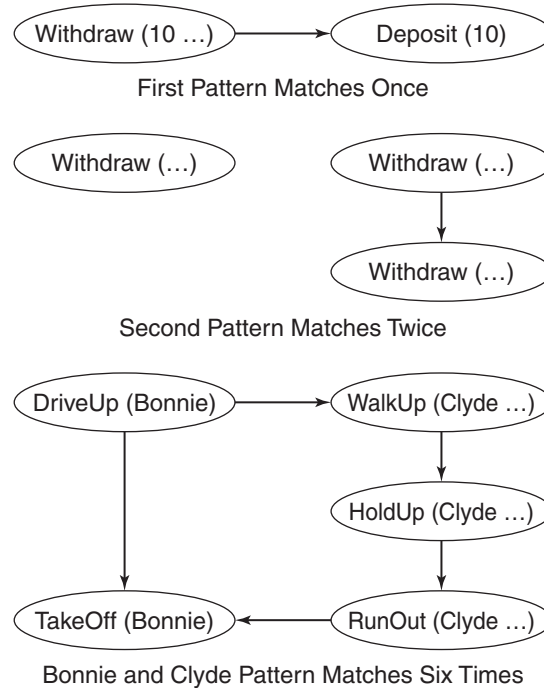 Withdraw (10 …) Deposit (10)
First Pattern Matches Once
Withdraw (…) Withdraw (…)
Withdraw (…)
Second Pattern Matches Twice
DriveUp (Bonnie) WalkUp (Clyde …)
HoldUp (Clyde …)
TakeOff (Bonnie) RunOut (Clyde …)
Bonnie and Clyde Pattern Matches Six Times